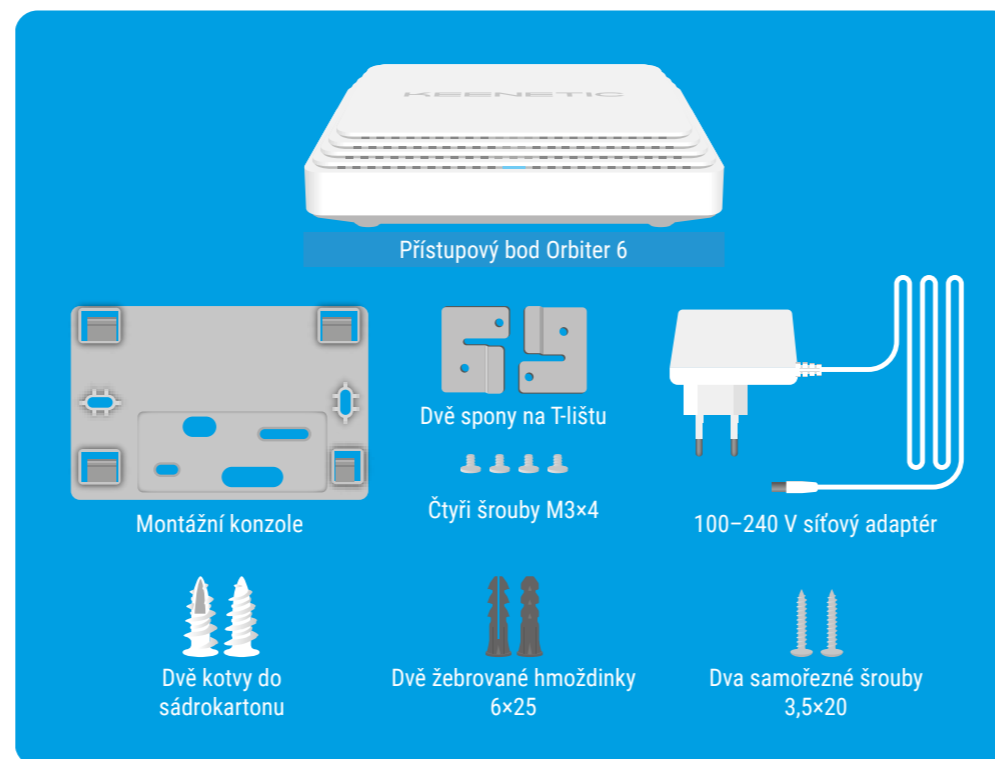 KEENETIC
Přístupový bod Orbiter 6
Montážní konzole
Dvě spony na T-lištu
Čtyři šrouby M3×4
100–240 V síťový adaptér
Dvě kotvy do
sádrokartonu
Dvě žebrované hmoždinky
6×25
Dva samořezné šrouby
3,5×20